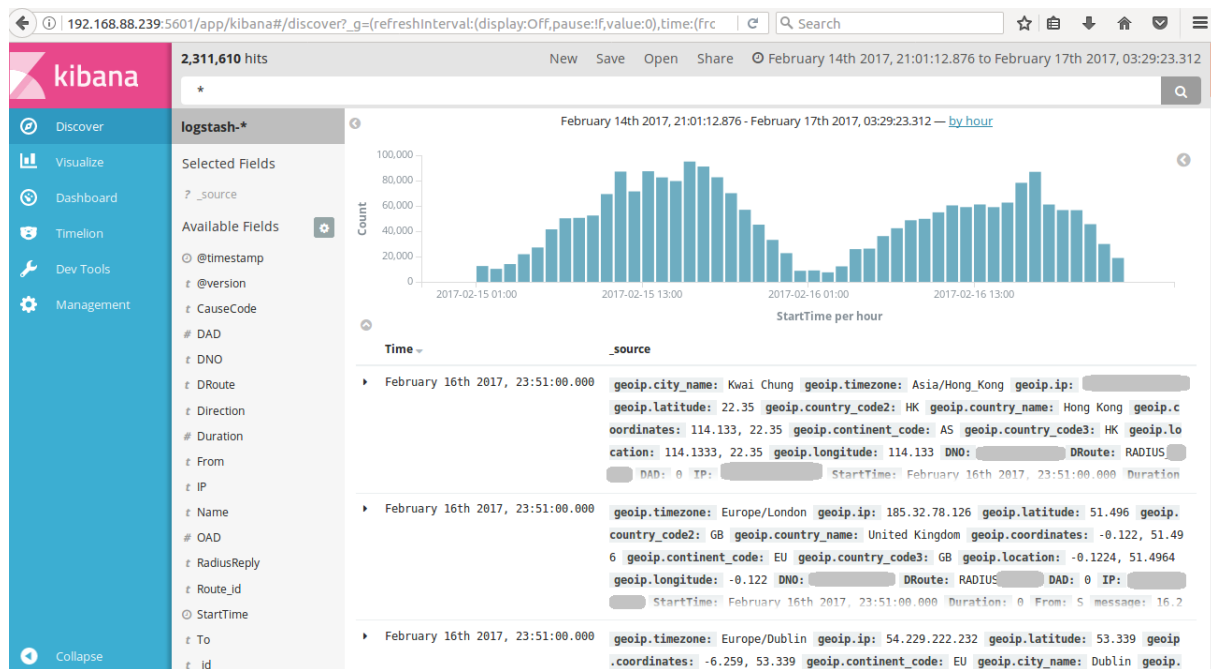 192.168.88.239:5601/app/kibana#/discover?_g=(refreshInterval:(display:Off,pause:!f,value:0),time:(frc
Search
kibana
Discover
Visualize
Dashboard
Timelion
Dev Tools
Management
Collapse
2,311,610 hits
New Save Open Share February 14th 2017, 21:01:12.876 to February 17th 2017, 03:29:23.312
*
logstash-*
Selected Fields
? _source
Available Fields
@timestamp
t @version
t CauseCode
# DAD
t DNO
t DRoute
t Direction
# Duration
t From
t IP
t Name
# OAD
t RadiusReply
t Route_id
StartTime
t To
t _id
February 14th 2017, 21:01:12.876 - February 17th 2017, 03:29:23.312 — by hour
Count
100,000
80,000
60,000
40,000
20,000
0
2017-02-15 01:00 2017-02-15 13:00 2017-02-16 01:00 2017-02-16 13:00
StartTime per hour
Time _source
February 16th 2017, 23:51:00.000 geoip.city_name: Kwai Chung geoip.timezone: Asia/Hong_Kong geoip.ip:
geoip.latitude: 22.35 geoip.country_code2: HK geoip.country_name: Hong Kong geoip.c
oordinates: 114.133, 22.35 geoip.continent_code: AS geoip.country_code3: HK geoip.lo
cation: 114.1333, 22.35 geoip.longitude: 114.133 DNO: DRoute: RADIUS_
DAD: 0 IP: StartTime: February 16th 2017, 23:51:00.000 Duration
February 16th 2017, 23:51:00.000 geoip.timezone: Europe/London geoip.ip: 185.32.78.126 geoip.latitude: 51.496 geoip.
country_code2: GB geoip.country_name: United Kingdom geoip.coordinates: -0.122, 51.49
6 geoip.continent_code: EU geoip.country_code3: GB geoip.location: -0.1224, 51.4964
geoip.longitude: -0.122 DNO: DRoute: RADIUS DAD: 0 IP:
StartTime: February 16th 2017, 23:51:00.000 Duration: 0 From: S message: 16.2
February 16th 2017, 23:51:00.000 geoip.timezone: Europe/Dublin geoip.ip: 54.229.222.232 geoip.latitude: 53.339 geoip
.coordinates: -6.259, 53.339 geoip.continent_code: EU geoip.city_name: Dublin geoip.